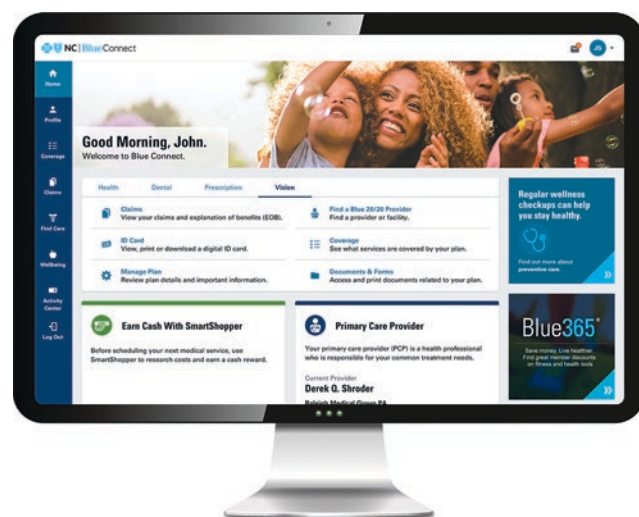 NC | BlueConnect
JS
Home
Profile
Coverage
Claims
Find Care
Wellbeing
Activity
Center
Log Out
Good Morning, John.
Welcome to Blue Connect.
Health Dental Prescription Vision
Claims
View your claims and explanation of benefits (EOB).
Find a Blue 20/20 Provider
Find a provider or facility.
ID Card
View, print or download a digital ID card.
Coverage
See what services are covered by your plan.
Manage Plan
Review plan details and important information.
Documents & Forms
Access and print documents related to your plan.
Earn Cash With SmartShopper
Before scheduling your next medical service, use
SmartShopper to research costs and earn a cash reward.
Primary Care Provider
Your primary care provider (PCP) is a health professional
who is responsible for your common treatment needs.
Current Provider
Derek Q. Shroder
Raleigh Medical Group PA
Regular wellness
checkups can help
you stay healthy.
Find out more about
preventive care.
Blue365®
Save money. Live healthier.
Find great member discounts
on fitness and health tools